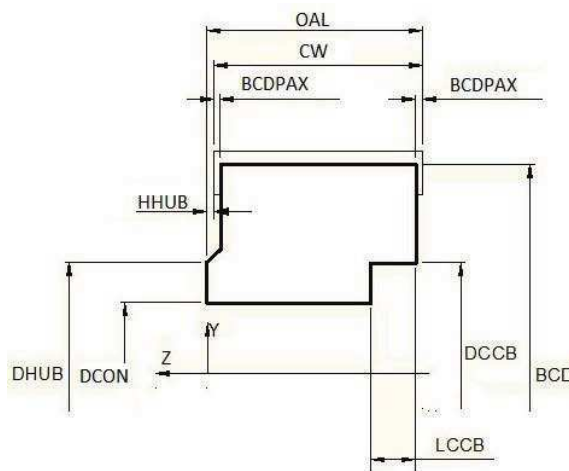 OAL
CW
BCDPAX
BCDPAX
HHUB
Y
Z
DHUB
DCON
DCCB
BCD
LCCB